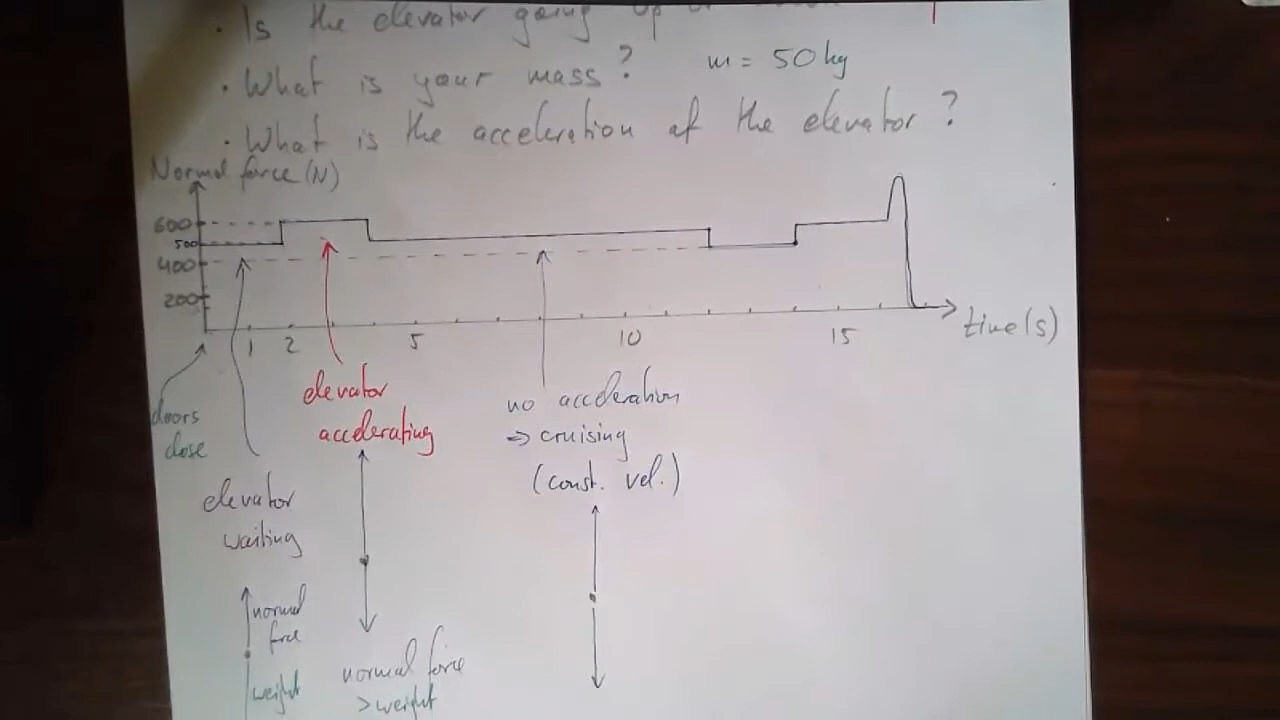 · Is the elevator going up or
· What is your mass? m = 50 kg
· What is the acceleration of the elevator?
Normal force (N)
600
500
400
200
1 2 5 10 15 time (s)
doors
close
elevator
accelerating
no acceleration
⇒ cruising
(const. vel.)
elevator
waiting
normal
force
weight
normal force
> weight